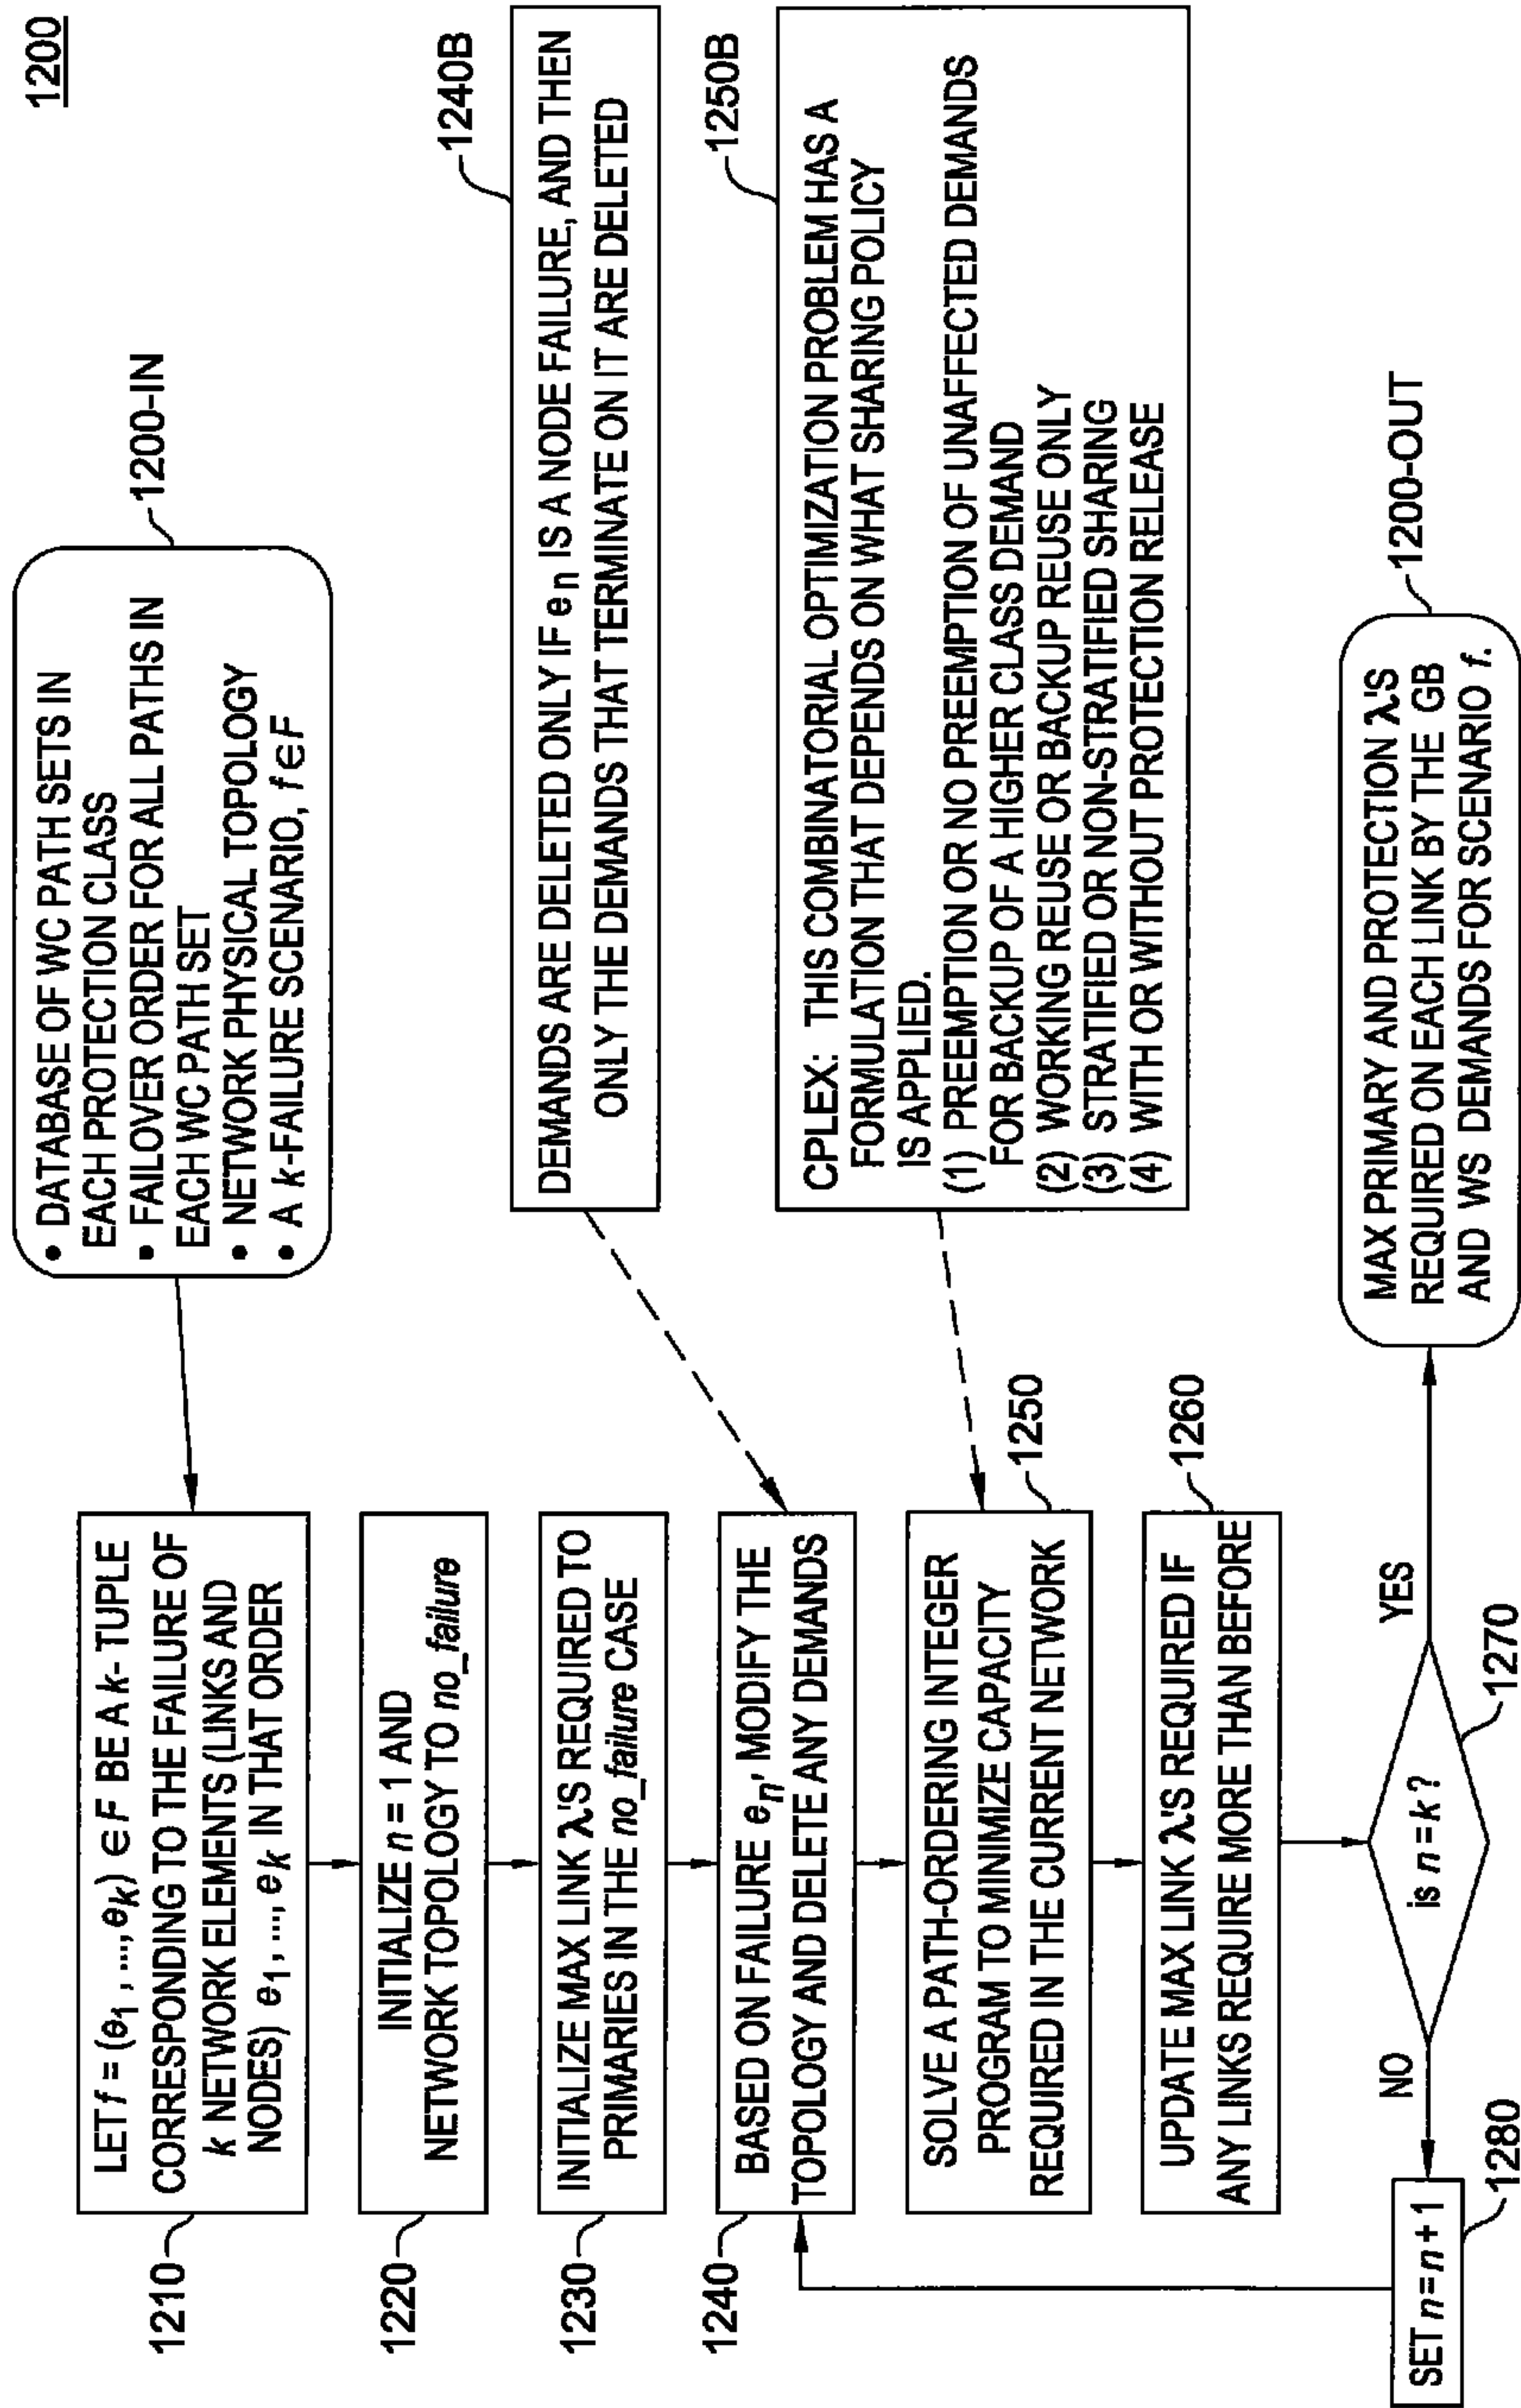 1200
• DATABASE OF WC PATH SETS IN
EACH PROTECTION CLASS
• FAILOVER ORDER FOR ALL PATHS IN
EACH WC PATH SET
• NETWORK PHYSICAL TOPOLOGY
• A k-FAILURE SCENARIO, f∈F
1200-IN
LET f = (e1 ,..., ek) ∈ F BE A k- TUPLE
CORRESPONDING TO THE FAILURE OF
k NETWORK ELEMENTS (LINKS AND
NODES) e1 ,..., ek IN THAT ORDER
1210
INITIALIZE n = 1 AND
NETWORK TOPOLOGY TO no_failure
1220
INITIALIZE MAX LINK λ'S REQUIRED TO
PRIMARIES IN THE no_failure CASE
1230
DEMANDS ARE DELETED ONLY IF en IS A NODE FAILURE, AND THEN
ONLY THE DEMANDS THAT TERMINATE ON IT ARE DELETED
1240B
BASED ON FAILURE en, MODIFY THE
TOPOLOGY AND DELETE ANY DEMANDS
1240
CPLEX: THIS COMBINATORIAL OPTIMIZATION PROBLEM HAS A
FORMULATION THAT DEPENDS ON WHAT SHARING POLICY
IS APPLIED.
(1) PREEMPTION OR NO PREEMPTION OF UNAFFECTED DEMANDS
FOR BACKUP OF A HIGHER CLASS DEMAND
(2) WORKING REUSE OR BACKUP REUSE ONLY
(3) STRATIFIED OR NON-STRATIFIED SHARING
(4) WITH OR WITHOUT PROTECTION RELEASE
1250B
SOLVE A PATH-ORDERING INTEGER
PROGRAM TO MINIMIZE CAPACITY
REQUIRED IN THE CURRENT NETWORK
1250
UPDATE MAX LINK λ'S REQUIRED IF
ANY LINKS REQUIRE MORE THAN BEFORE
1260
is n = k ?
1270
NO
YES
SET n = n + 1
1280
MAX PRIMARY AND PROTECTION λ'S
REQUIRED ON EACH LINK BY THE GB
AND WS DEMANDS FOR SCENARIO f.
1200-OUT